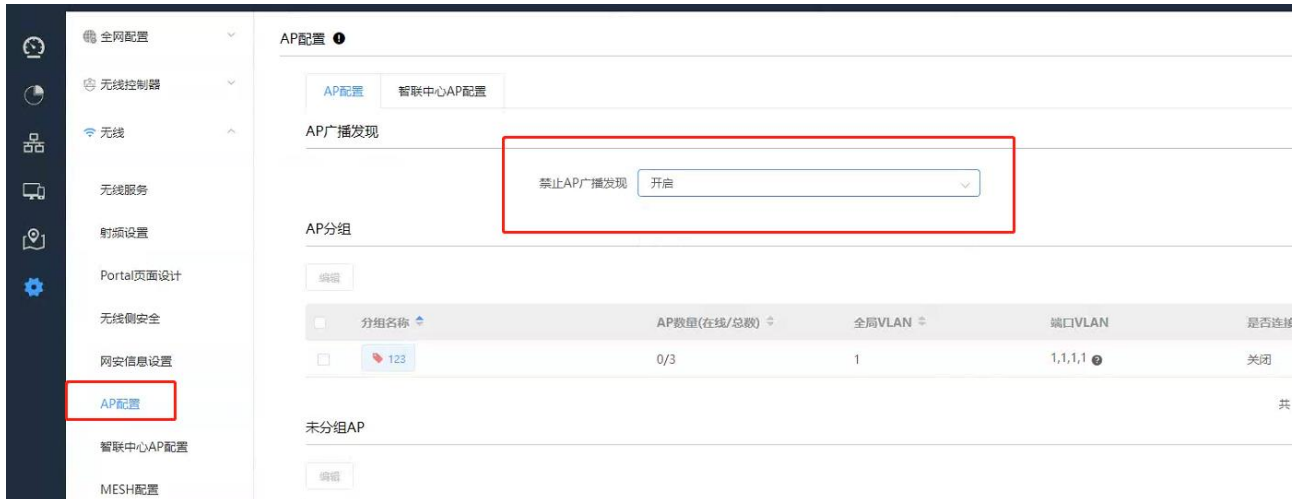 全网配置
无线控制器
无线
无线服务
射频设置
Portal页面设计
无线侧安全
网安信息设置
AP配置
智联中心AP配置
MESH配置
AP配置
AP配置 智联中心AP配置
AP广播发现
禁止AP广播发现 开启
AP分组
编辑
分组名称 AP数量(在线/总数) 全局VLAN 端口VLAN 是否连接
123 0/3 1 1,1,1,1 关闭
共
未分组AP
编辑